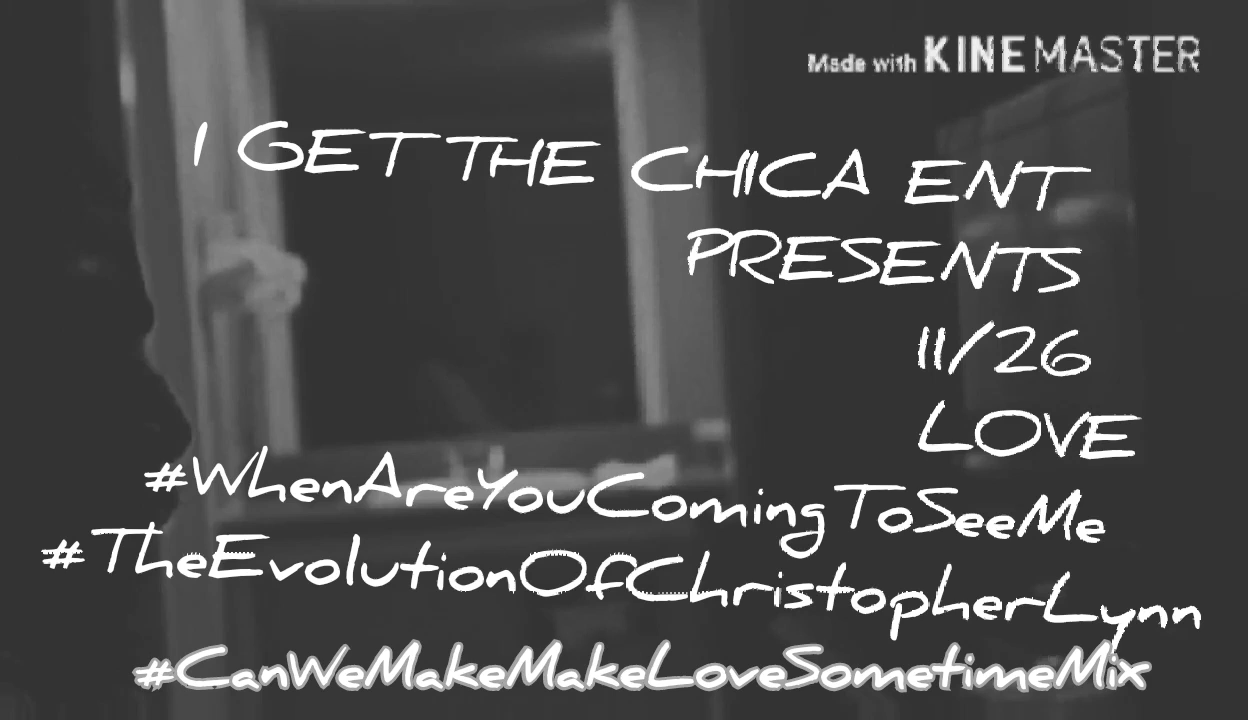 Made with KINEMASTER
I GET THE CHICA ENT
PRESENTS
11/26
LOVE
#WhenAreYouComingToSeeMe
#TheEvolutionOfChristopherLynn
#CanWeMakeMakeLoveSometimeMix